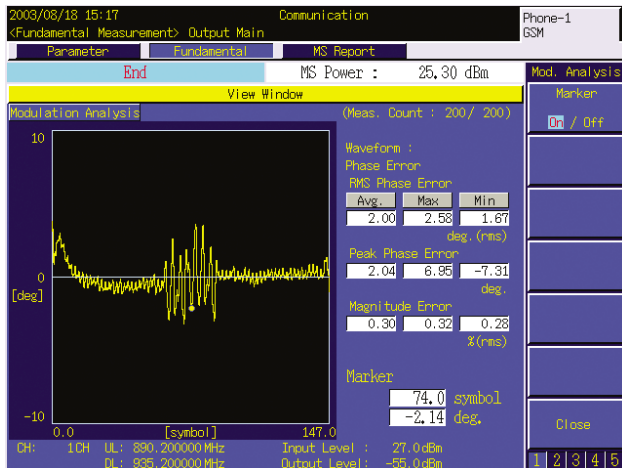 2003/08/18 15:17 Communication Phone-1
<Fundamental Measurement> Output Main GSM
Parameter Fundamental MS Report
End MS Power : 25.30 dBm Mod. Analysis
View Window Marker
Modulation Analysis (Meas. Count : 200/ 200) On / Off
10
Waveform :
Phase Error
RMS Phase Error
Avg. Max Min
2.00 2.58 1.67
deg.(rms)
Peak Phase Error
0 2.04 6.95 -7.31
[deg] deg.
Magnitude Error
0.30 0.32 0.28
%(rms)
Marker
74.0 symbol
-10 -2.14 deg.
Close
0.0 [symbol] 147.0
CH: 1CH UL: 890.200000MHz Input Level : 27.0dBm
DL: 935.200000MHz Output Level: -55.0dBm 1 2 3 4 5